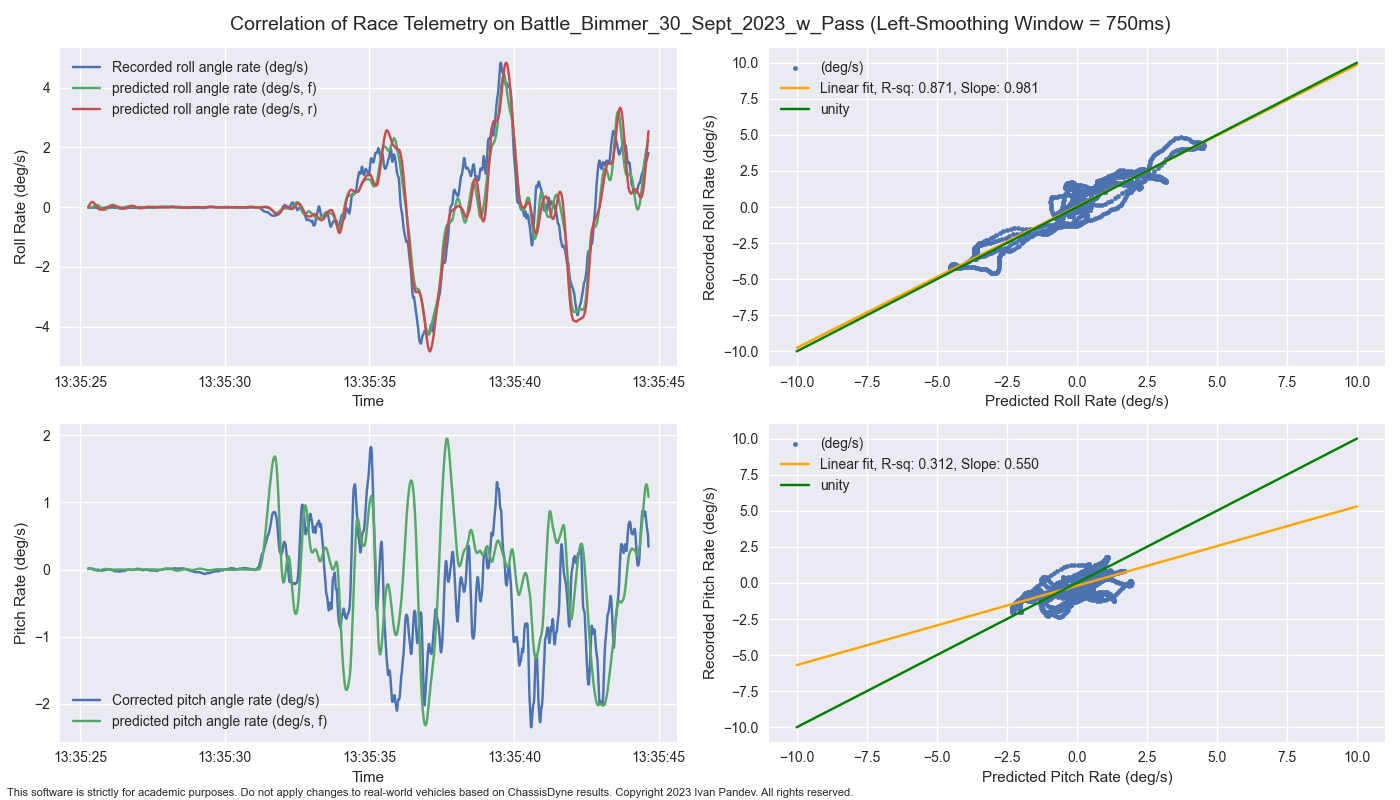 Correlation of Race Telemetry on Battle_Bimmer_30_Sept_2023_w_Pass (Left-Smoothing Window = 750ms)
Recorded roll angle rate (deg/s)
predicted roll angle rate (deg/s, f)
predicted roll angle rate (deg/s, r)
Roll Rate (deg/s)
4
2
0
−2
−4
13:35:25 13:35:30 13:35:35 13:35:40 13:35:45
Time
(deg/s)
Linear fit, R-sq: 0.871, Slope: 0.981
unity
Recorded Roll Rate (deg/s)
10.0
7.5
5.0
2.5
0.0
−2.5
−5.0
−7.5
−10.0
−10.0 −7.5 −5.0 −2.5 0.0 2.5 5.0 7.5 10.0
Predicted Roll Rate (deg/s)
Corrected pitch angle rate (deg/s)
predicted pitch angle rate (deg/s, f)
Pitch Rate (deg/s)
2
1
0
−1
−2
13:35:25 13:35:30 13:35:35 13:35:40 13:35:45
Time
(deg/s)
Linear fit, R-sq: 0.312, Slope: 0.550
unity
Recorded Pitch Rate (deg/s)
10.0
7.5
5.0
2.5
0.0
−2.5
−5.0
−7.5
−10.0
−10.0 −7.5 −5.0 −2.5 0.0 2.5 5.0 7.5 10.0
Predicted Pitch Rate (deg/s)
This software is strictly for academic purposes. Do not apply changes to real-world vehicles based on ChassisDyne results. Copyright 2023 Ivan Pandev. All rights reserved.